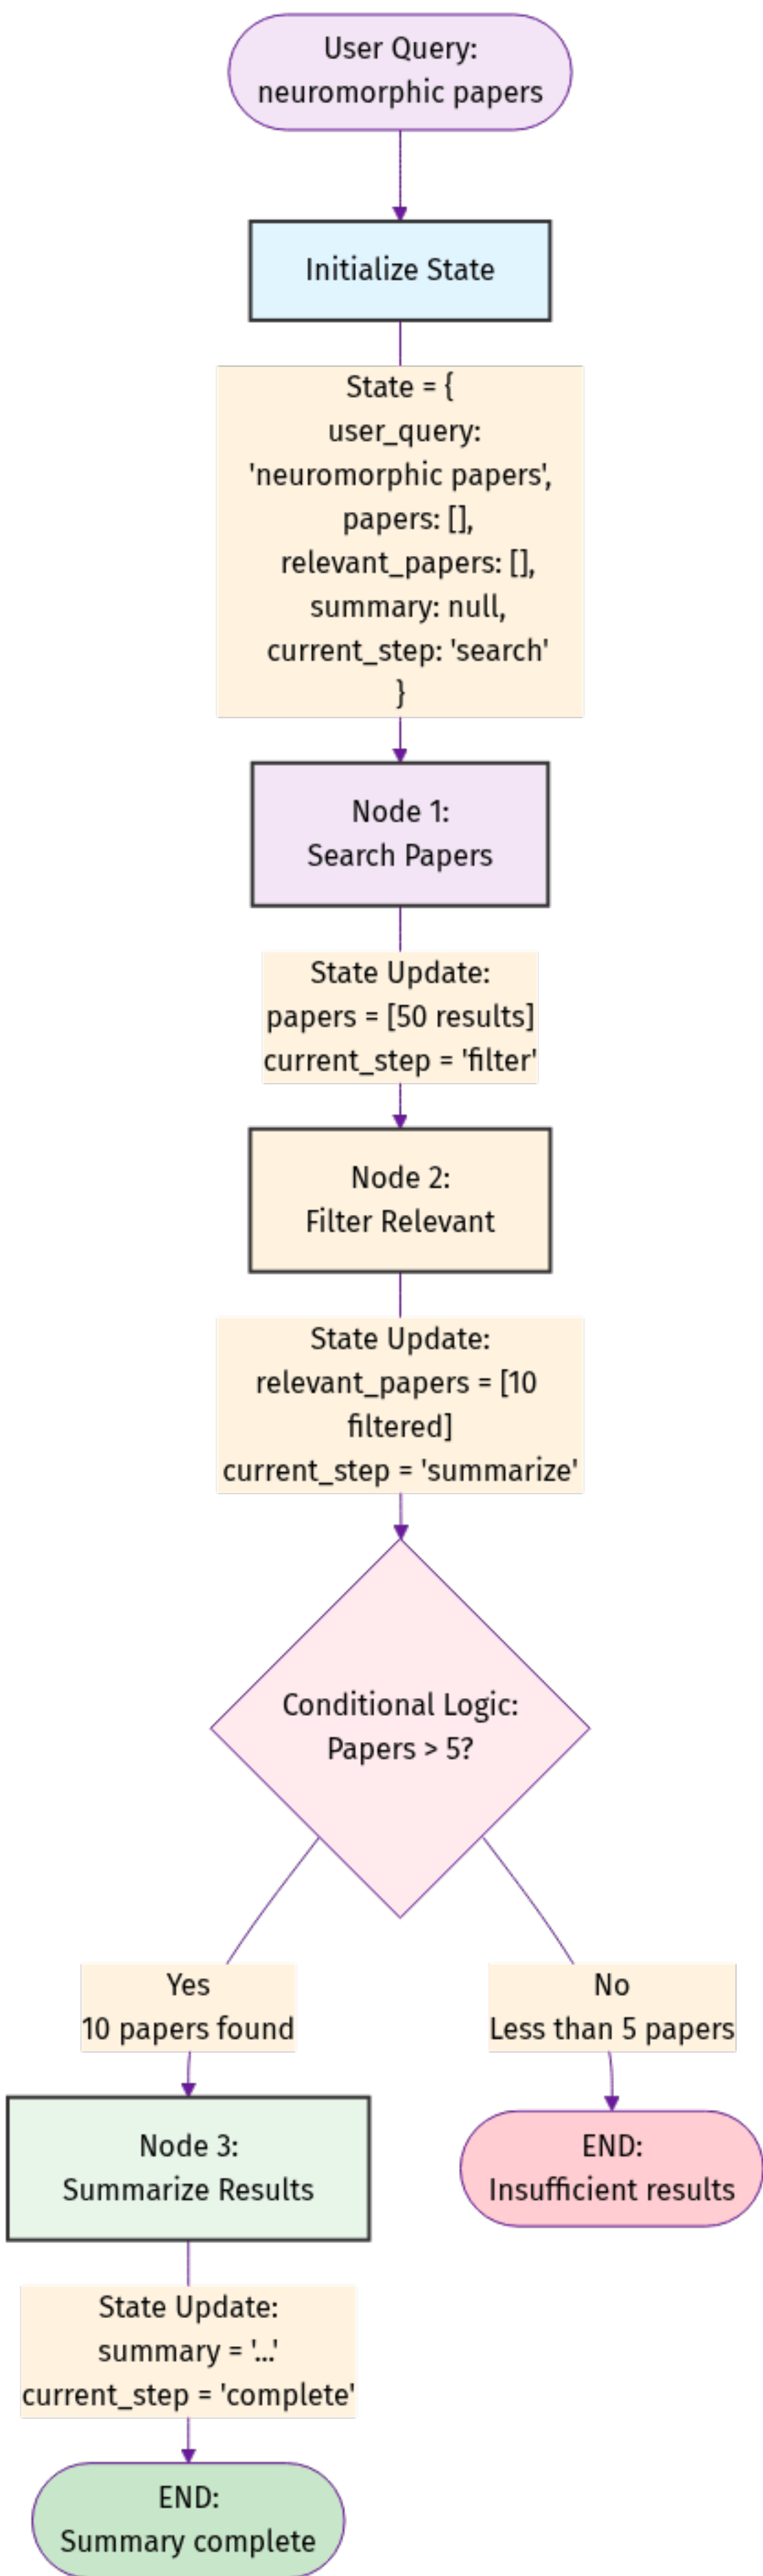 User Query:
neuromorphic papers
Initialize State
State = {
user_query:
'neuromorphic papers',
papers: [],
relevant_papers: [],
summary: null,
current_step: 'search'
}
Node 1:
Search Papers
State Update:
papers = [50 results]
current_step = 'filter'
Node 2:
Filter Relevant
State Update:
relevant_papers = [10
filtered]
current_step = 'summarize'
Conditional Logic:
Papers > 5?
Yes
10 papers found
No
Less than 5 papers
Node 3:
Summarize Results
END:
Insufficient results
State Update:
summary = '...'
current_step = 'complete'
END:
Summary complete